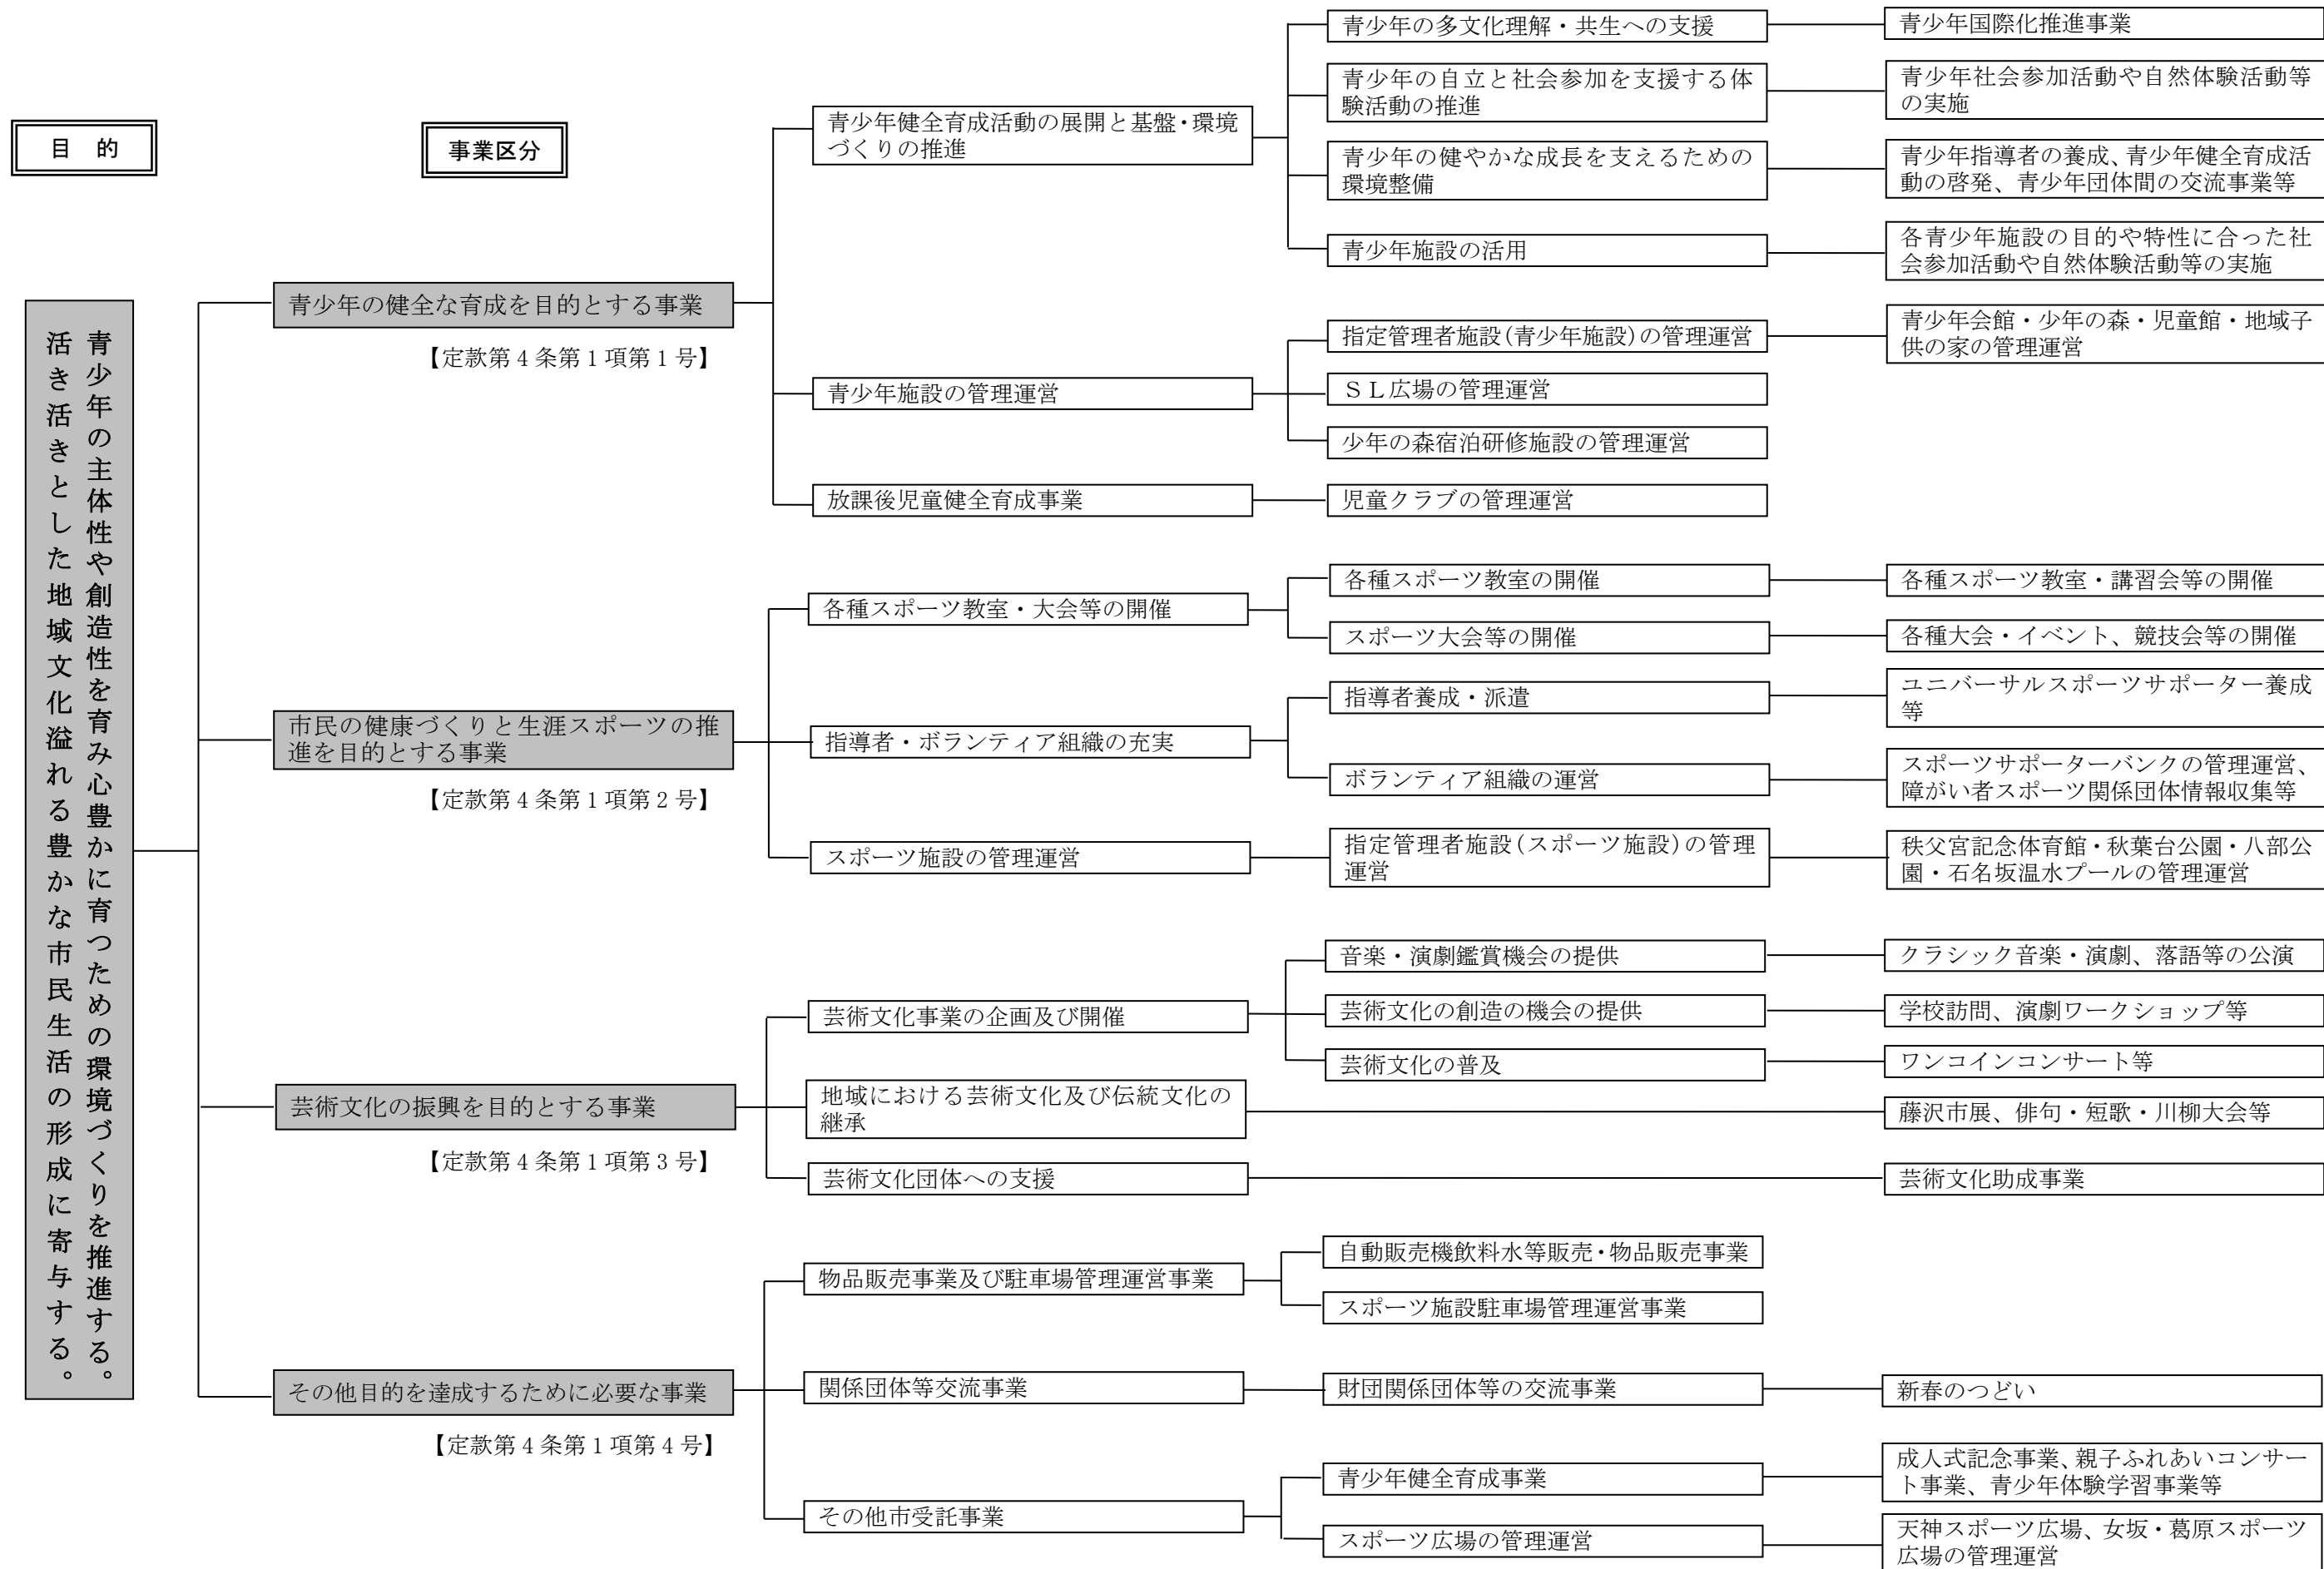 目　的
事業区分
青少年の主体性や創造性を育み心豊かに育つための環境づくりを推進する。
活き活きとした地域文化溢れる豊かな市民生活の形成に寄与する。
青少年の健全な育成を目的とする事業
【定款第４条第１項第１号】
青少年健全育成活動の展開と基盤・環境
づくりの推進
青少年の多文化理解・共生への支援
青少年国際化推進事業
青少年の自立と社会参加を支援する体
験活動の推進
青少年社会参加活動や自然体験活動等
の実施
青少年の健やかな成長を支えるための
環境整備
青少年指導者の養成、青少年健全育成活
動の啓発、青少年団体間の交流事業等
青少年施設の活用
各青少年施設の目的や特性に合った社
会参加活動や自然体験活動等の実施
青少年施設の管理運営
指定管理者施設(青少年施設)の管理運営
青少年会館・少年の森・児童館・地域子
供の家の管理運営
ＳＬ広場の管理運営
少年の森宿泊研修施設の管理運営
放課後児童健全育成事業
児童クラブの管理運営
市民の健康づくりと生涯スポーツの推
進を目的とする事業
【定款第４条第１項第２号】
各種スポーツ教室・大会等の開催
各種スポーツ教室の開催
各種スポーツ教室・講習会等の開催
スポーツ大会等の開催
各種大会・イベント、競技会等の開催
指導者・ボランティア組織の充実
指導者養成・派遣
ユニバーサルスポーツサポーター養成
等
ボランティア組織の運営
スポーツサポーターバンクの管理運営、
障がい者スポーツ関係団体情報収集等
スポーツ施設の管理運営
指定管理者施設(スポーツ施設)の管理
運営
秩父宮記念体育館・秋葉台公園・八部公
園・石名坂温水プールの管理運営
芸術文化の振興を目的とする事業
【定款第４条第１項第３号】
芸術文化事業の企画及び開催
音楽・演劇鑑賞機会の提供
クラシック音楽・演劇、落語等の公演
芸術文化の創造の機会の提供
学校訪問、演劇ワークショップ等
芸術文化の普及
ワンコインコンサート等
地域における芸術文化及び伝統文化の
継承
藤沢市展、俳句・短歌・川柳大会等
芸術文化団体への支援
芸術文化助成事業
その他目的を達成するために必要な事業
【定款第４条第１項第４号】
物品販売事業及び駐車場管理運営事業
自動販売機飲料水等販売・物品販売事業
スポーツ施設駐車場管理運営事業
関係団体等交流事業
財団関係団体等の交流事業
新春のつどい
その他市受託事業
青少年健全育成事業
成人式記念事業、親子ふれあいコンサー
ト事業、青少年体験学習事業等
スポーツ広場の管理運営
天神スポーツ広場、女坂・葛原スポーツ
広場の管理運営